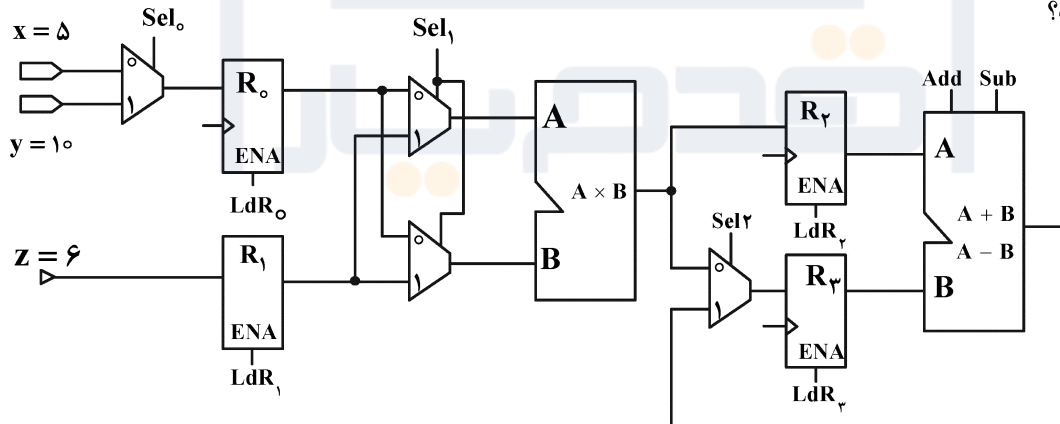 ؟
x = ۵
y = ۱۰
Sel۰
۰
۱
R۰
ENA
LdR۰
z = ۶
R۱
ENA
LdR۱
Sel۱
۰
۱
۰
۱
A
A × B
B
R۲
ENA
LdR۲
Sel۲
۰
۱
R۳
ENA
LdR۳
Add Sub
A
A + B
A − B
B